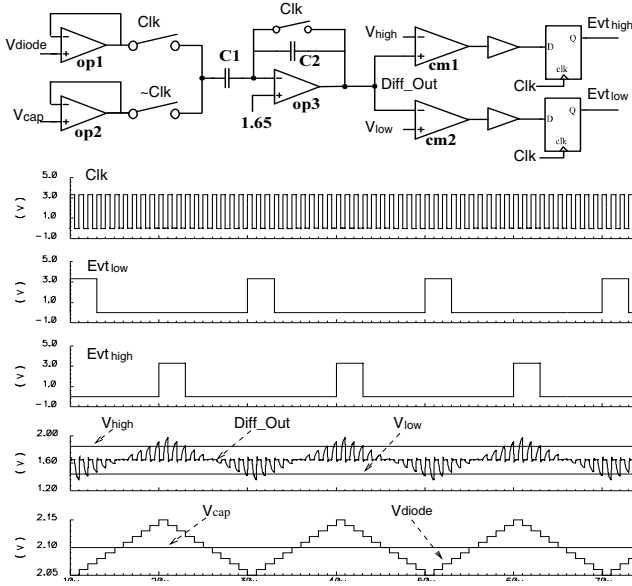 Clk
Vdiode
op1
~Clk
Vcap
op2
C1
Clk
C2
1.65
op3
Diff_Out
Vhigh
cm1
Vlow
cm2
D
Q
clk
Clk
Evthigh
D
Q
clk
Clk
Evtlow
Clk
5.0
3.0
1.0
-1.0
(v)
Evtlow
5.0
3.0
1.0
-1.0
(v)
Evthigh
5.0
3.0
1.0
-1.0
(v)
Vhigh
Diff_Out
Vlow
2.00
1.60
1.20
(v)
Vcap
Vdiode
2.15
2.10
2.05
(v)